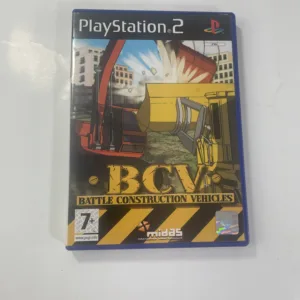 PlayStation 2
BCV
BATTLE CONSTRUCTION VEHICLES
7+
midas